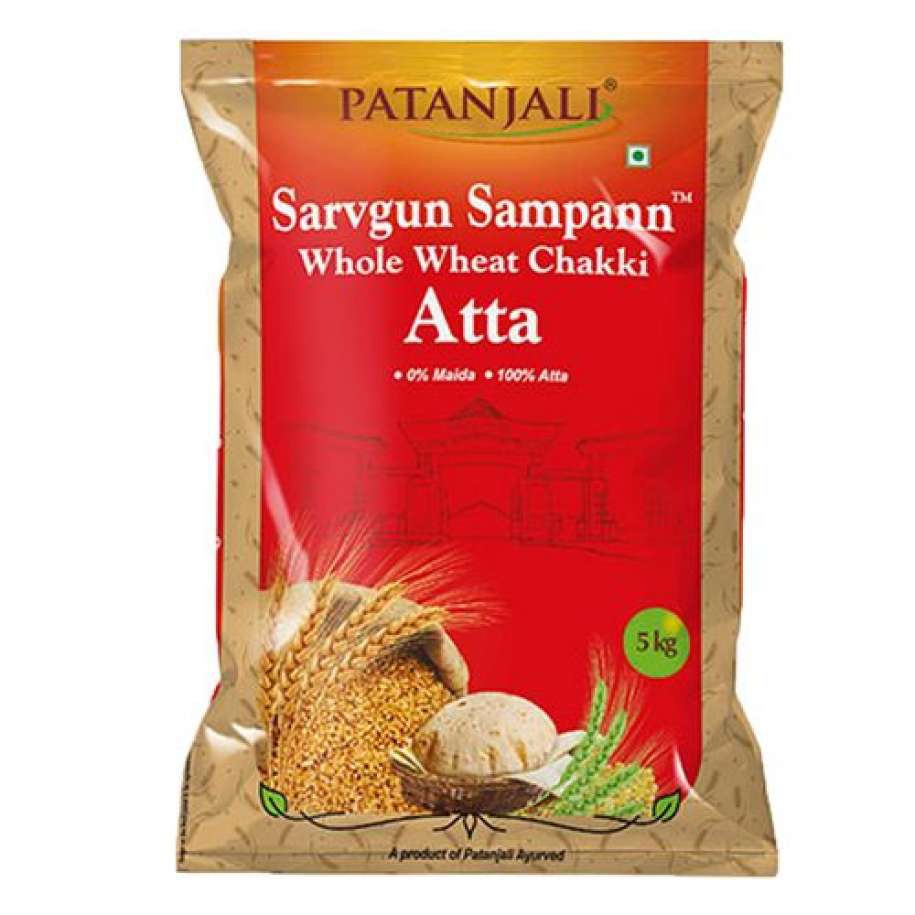 PATANJALI®
Sarvgun Sampann™
Whole Wheat Chakki
Atta
• 0% Maida • 100% Atta
5 kg
A product of Patanjali Ayurved